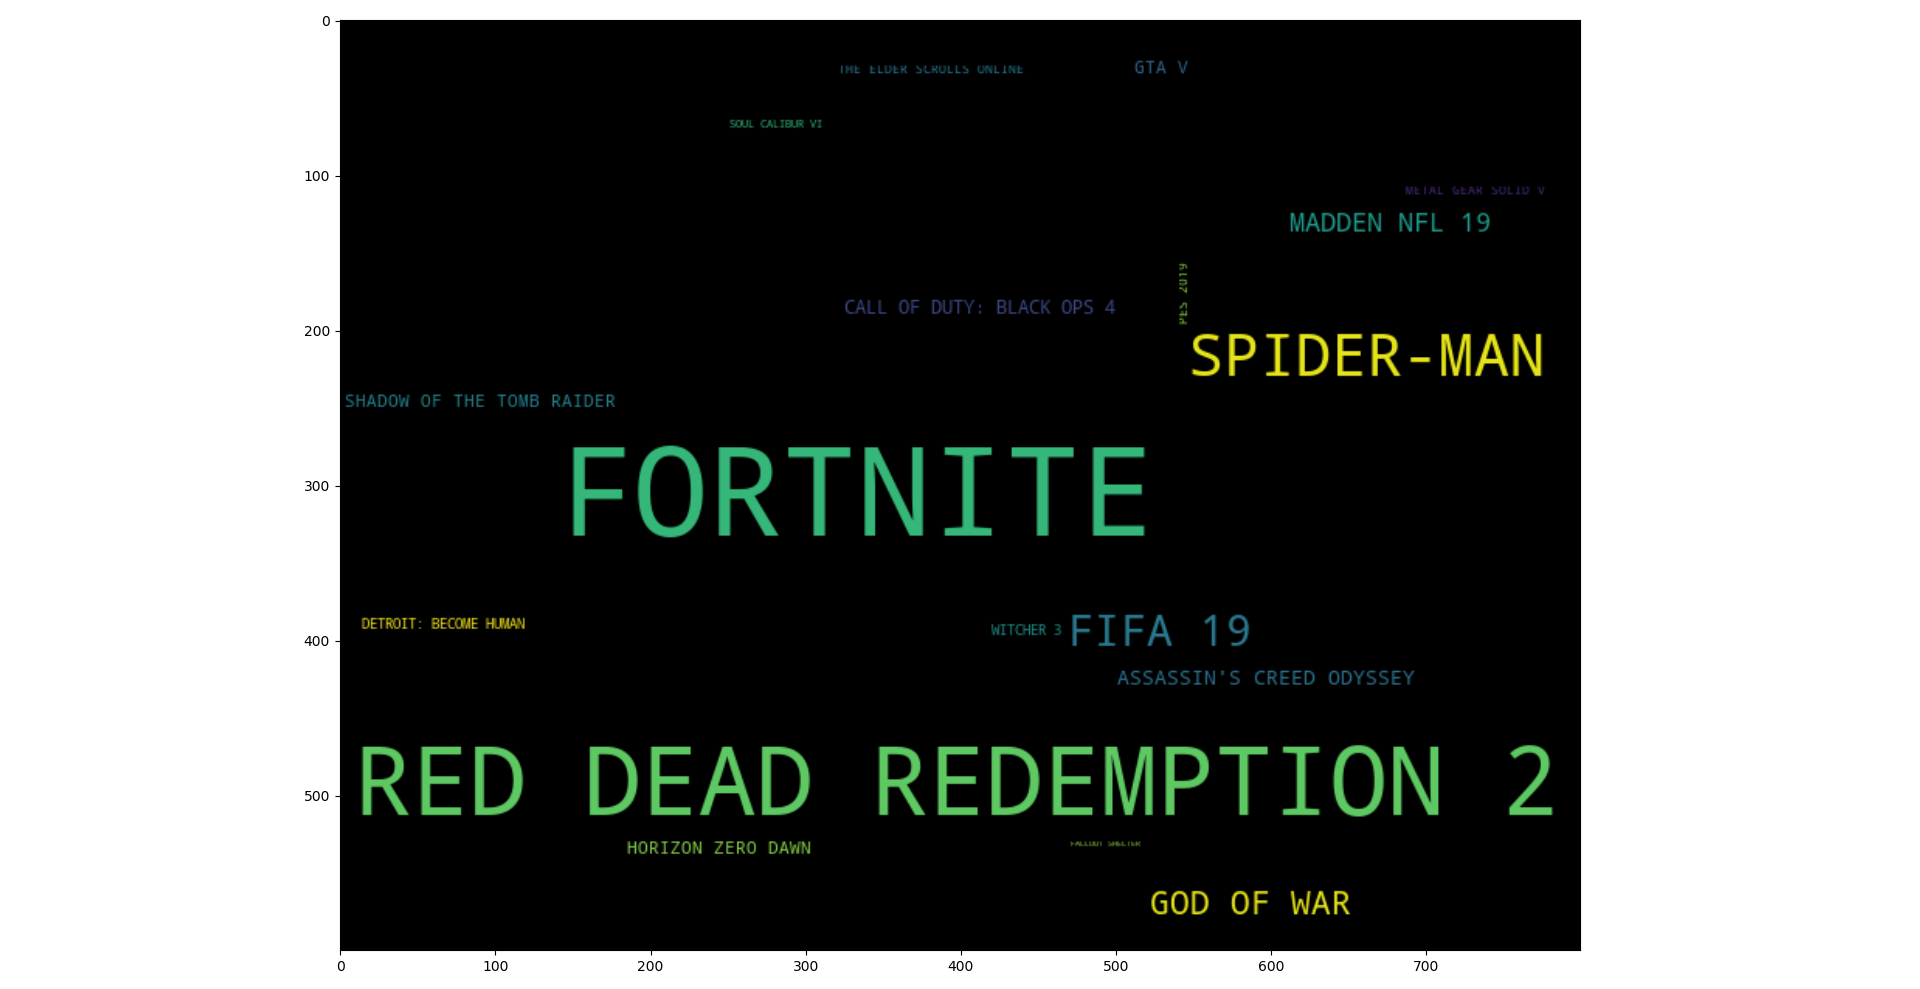 0
THE ELDER SCROLLS ONLINE
GTA V
SOUL CALIBUR VI
100
METAL GEAR SOLID V
MADDEN NFL 19
PES 2019
CALL OF DUTY: BLACK OPS 4
200
SPIDER-MAN
SHADOW OF THE TOMB RAIDER
FORTNITE
300
DETROIT: BECOME HUMAN
WITCHER 3
FIFA 19
400
ASSASSIN'S CREED ODYSSEY
RED DEAD REDEMPTION 2
500
HORIZON ZERO DAWN
FALLOUT SHELTER
GOD OF WAR
0 100 200 300 400 500 600 700